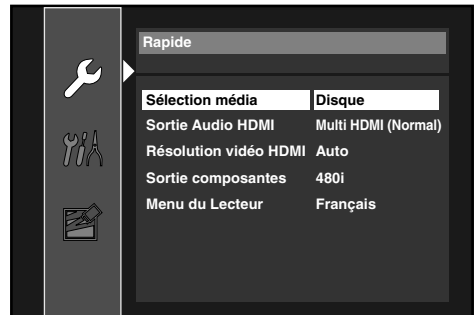 Rapide
Sélection média Disque
Sortie Audio HDMI Multi HDMI (Normal)
Résolution vidéo HDMI Auto
Sortie composantes 480i
Menu du Lecteur Français